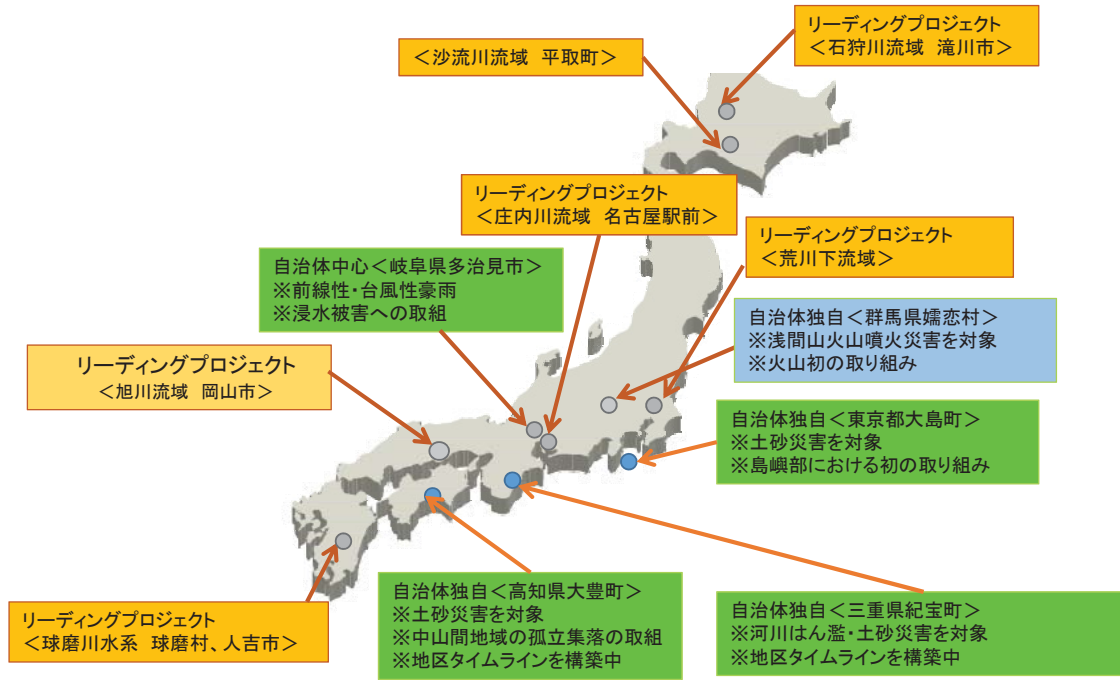 リーディングプロジェクト
<石狩川流域 滝川市>
<沙流川流域 平取町>
リーディングプロジェクト
<庄内川流域 名古屋駅前>
リーディングプロジェクト
<荒川下流域>
自治体中心<岐阜県多治見市>
※前線性・台風性豪雨
※浸水被害への取組
自治体独自<群馬県嬬恋村>
※浅間山火山噴火災害を対象
※火山初の取り組み
リーディングプロジェクト
<旭川流域 岡山市>
自治体独自<東京都大島町>
※土砂災害を対象
※島嶼部における初の取り組み
リーディングプロジェクト
<球磨川水系 球磨村、人吉市>
自治体独自<高知県大豊町>
※土砂災害を対象
※中山間地域の孤立集落の取組
※地区タイムラインを構築中
自治体独自<三重県紀宝町>
※河川はん濫・土砂災害を対象
※地区タイムラインを構築中